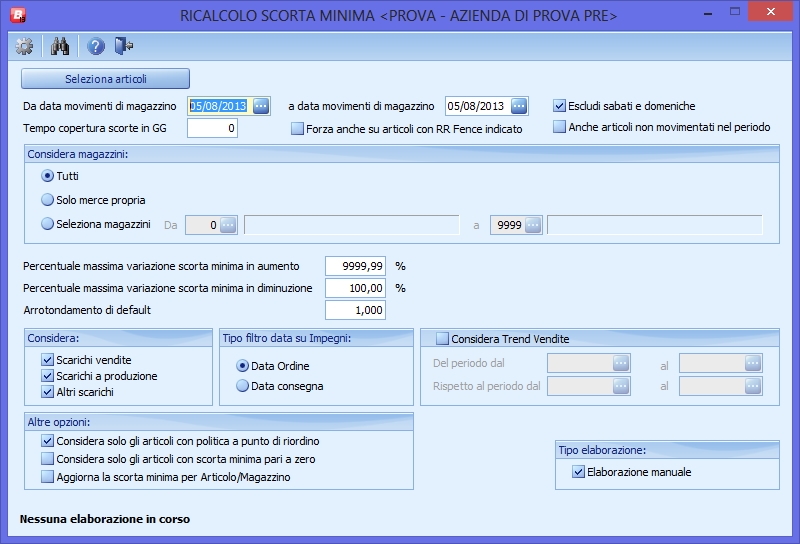 RICALCOLO SCORTA MINIMA <PROVA - AZIENDA DI PROVA PRE>
Seleziona articoli
Da data movimenti di magazzino 05/08/2013 a data movimenti di magazzino 05/08/2013 Escludi sabati e domeniche
Tempo copertura scorte in GG 0 Forza anche su articoli con RR Fence indicato Anche articoli non movimentati nel periodo
Considera magazzini:
Tutti
Solo merce propria
Seleziona magazzini Da 0 a 9999
Percentuale massima variazione scorta minima in aumento 9999,99 %
Percentuale massima variazione scorta minima in diminuzione 100,00 %
Arrotondamento di default 1,000
Considera:
Scarichi vendite
Scarichi a produzione
Altri scarichi
Tipo filtro data su Impegni:
Data Ordine
Data consegna
Considera Trend Vendite
Del periodo dal al
Rispetto al periodo dal al
Altre opzioni:
Considera solo gli articoli con politica a punto di riordino
Considera solo gli articoli con scorta minima pari a zero
Aggiorna la scorta minima per Articolo/Magazzino
Tipo elaborazione:
Elaborazione manuale
Nessuna elaborazione in corso